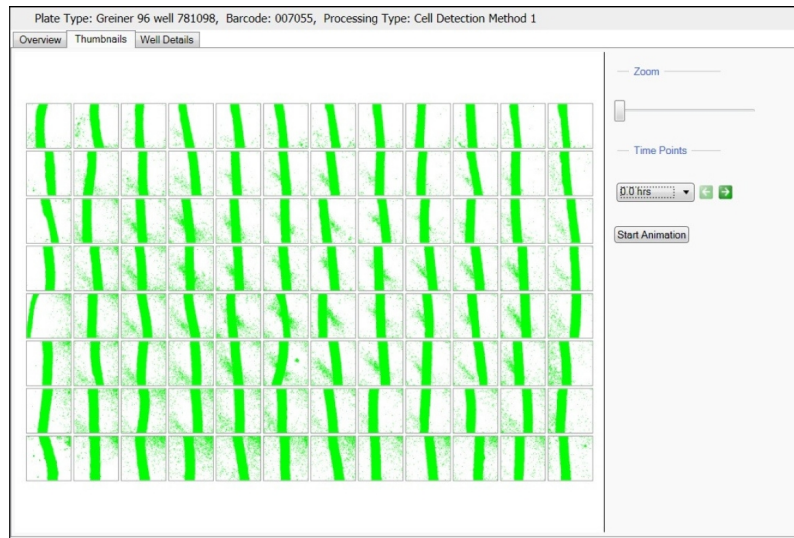 Plate Type: Greiner 96 well 781098, Barcode: 007055, Processing Type: Cell Detection Method 1
Overview Thumbnails Well Details
Zoom
Time Points
0.0 hrs
Start Animation